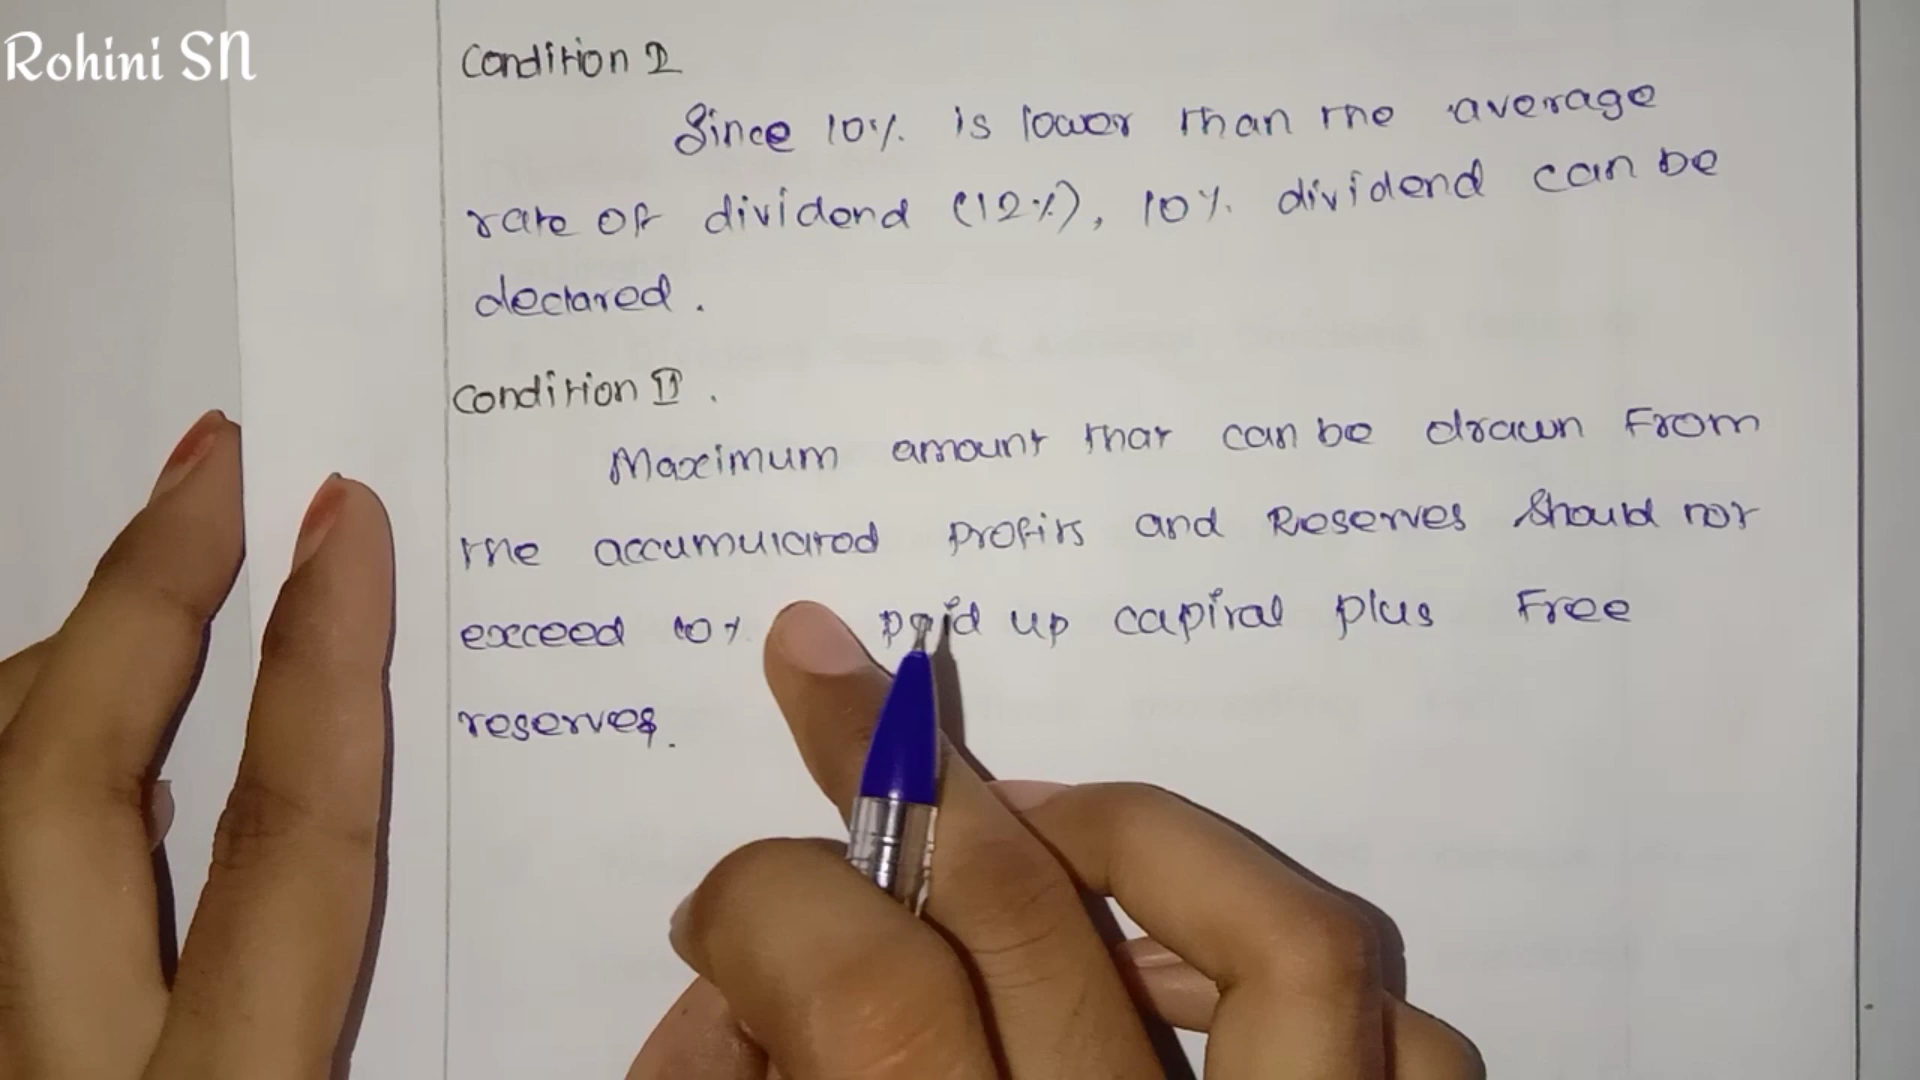 Rohini SN
Condition I
Since 10% is lower than the average
rate of dividend (12%), 10% dividend can be
declared.
Condition II.
Maximum amount that can be drawn from
the accumulated profits and Reserves should not
exceed 10% paid up capital plus Free
reserves.